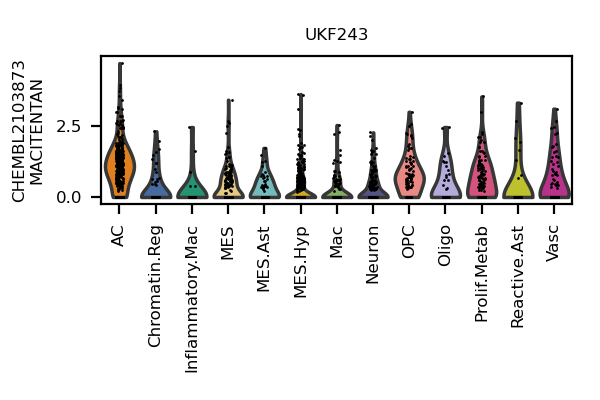 UKF243
CHEMBL2103873
MACITENTAN
2.5
0.0
AC
Chromatin.Reg
Inflammatory.Mac
MES
MES.Ast
MES.Hyp
Mac
Neuron
OPC
Oligo
Prolif.Metab
Reactive.Ast
Vasc